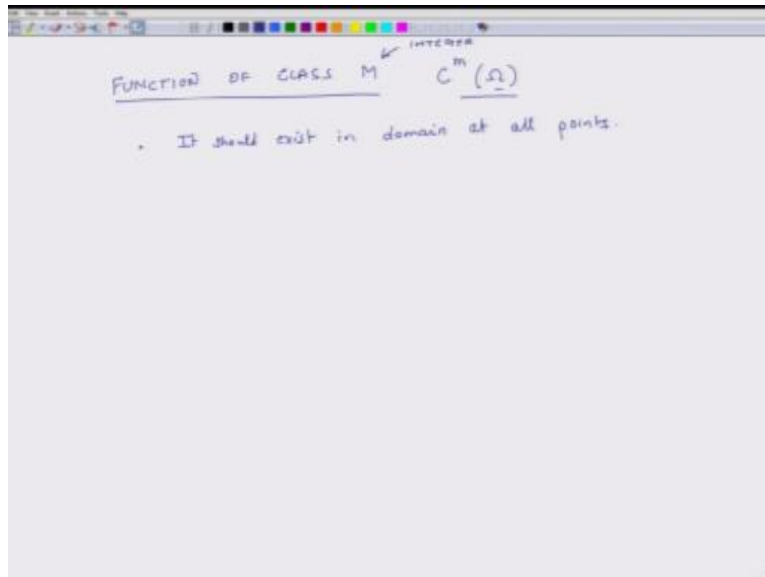 INTEGER
FUNCTION OF CLASS M C^m (Ω)
. It should exist in domain at all points.